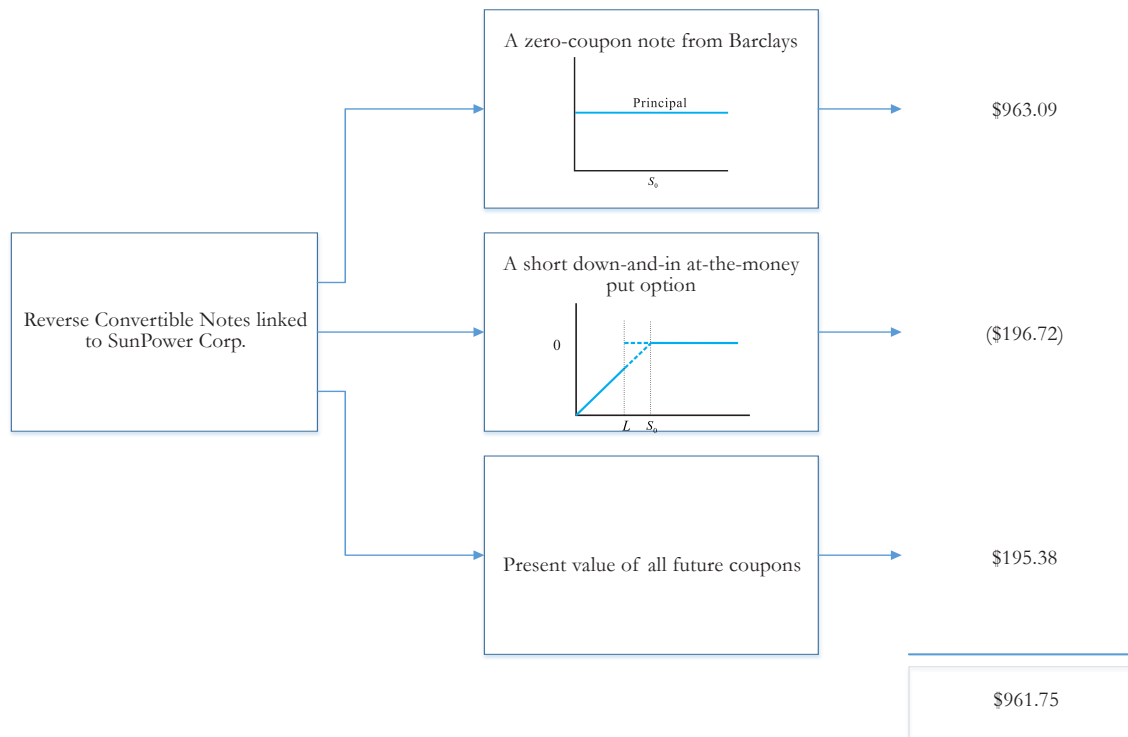 A zero-coupon note from Barclays
Principal
S₀
$963.09
Reverse Convertible Notes linked
to SunPower Corp.
A short down-and-in at-the-money
put option
0
L S₀
($196.72)
Present value of all future coupons
$195.38
$961.75